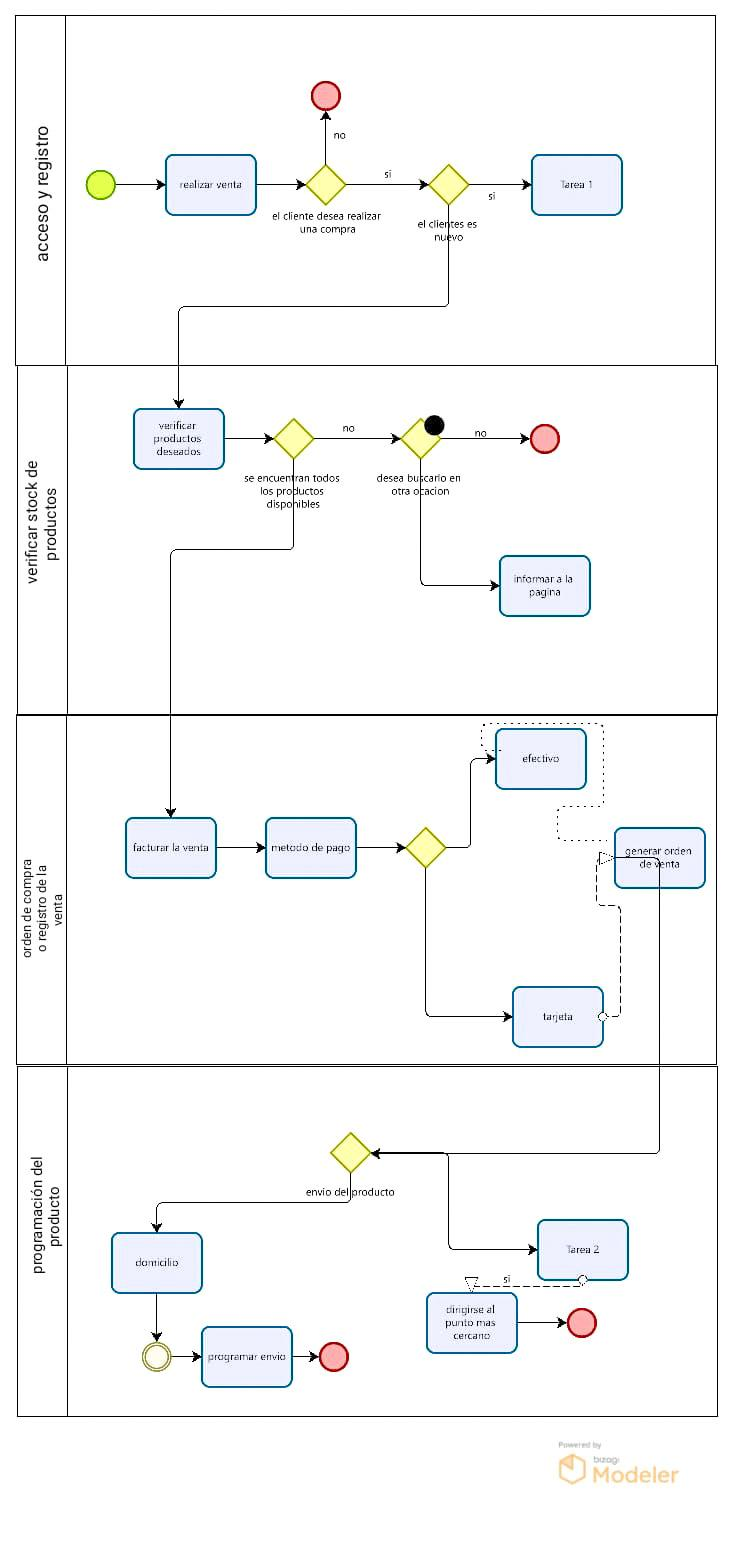 acceso y registro
no
realizar venta
si
Tarea 1
si
el cliente desea realizar
una compra
el clientes es
nuevo
verificar stock de
productos
verificar
productos
deseados
no
no
se encuentran todos
los productos
disponibles
desea buscarlo en
otra ocacion
informar a la
pagina
orden de compra
o registro de la
venta
efectivo
facturar la venta
metodo de pago
generar orden
de venta
tarjeta
programación del
producto
envio del producto
domicilio
Tarea 2
si
dirigirse al
punto mas
cercano
programar envio
Powered by
bizagi
Modeler